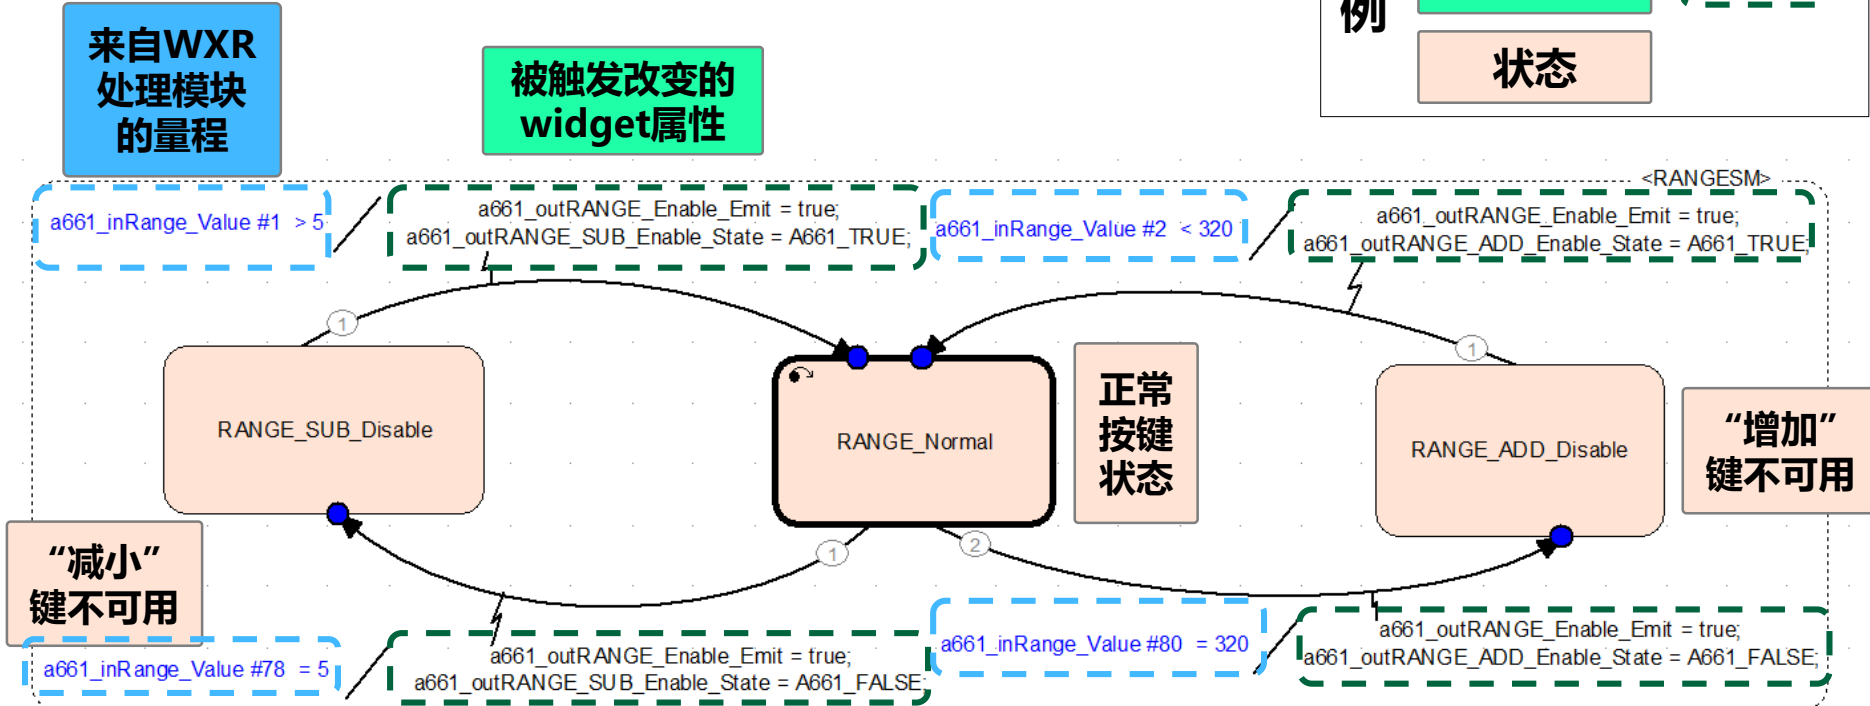 例
状态
来自WXR
处理模块
的量程
被触发改变的
widget属性
<RANGESM>
a661_inRange_Value #1 > 5
a661_outRANGE_Enable_Emit = true;
a661_outRANGE_SUB_Enable_State = A661_TRUE;
a661_inRange_Value #2 < 320
a661_outRANGE_Enable_Emit = true;
a661_outRANGE_ADD_Enable_State = A661_TRUE;
1
1
RANGE_SUB_Disable
RANGE_Normal
正常
按键
状态
RANGE_ADD_Disable
“增加”
键不可用
“减小”
键不可用
1
2
a661_inRange_Value #78 = 5
a661_outRANGE_Enable_Emit = true;
a661_outRANGE_SUB_Enable_State = A661_FALSE;
a661_inRange_Value #80 = 320
a661_outRANGE_Enable_Emit = true;
a661_outRANGE_ADD_Enable_State = A661_FALSE;